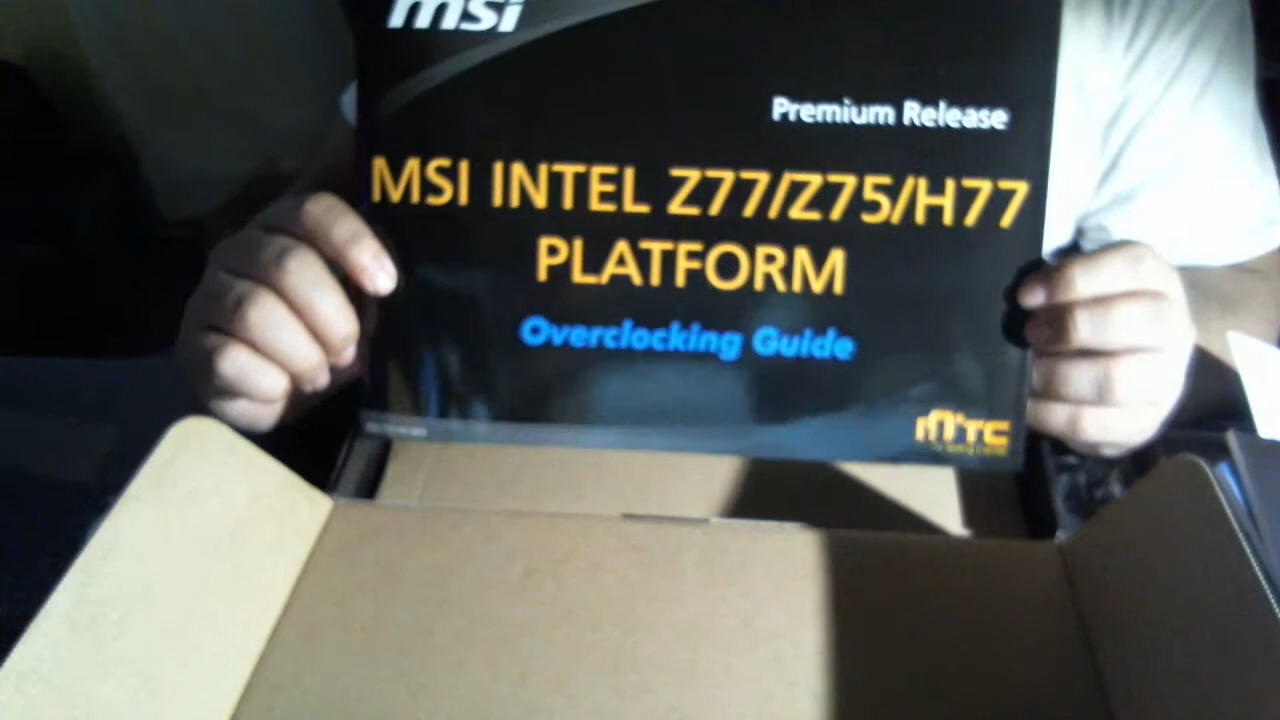 msi
Premium Release
MSI INTEL Z77/Z75/H77
PLATFORM
Overclocking Guide